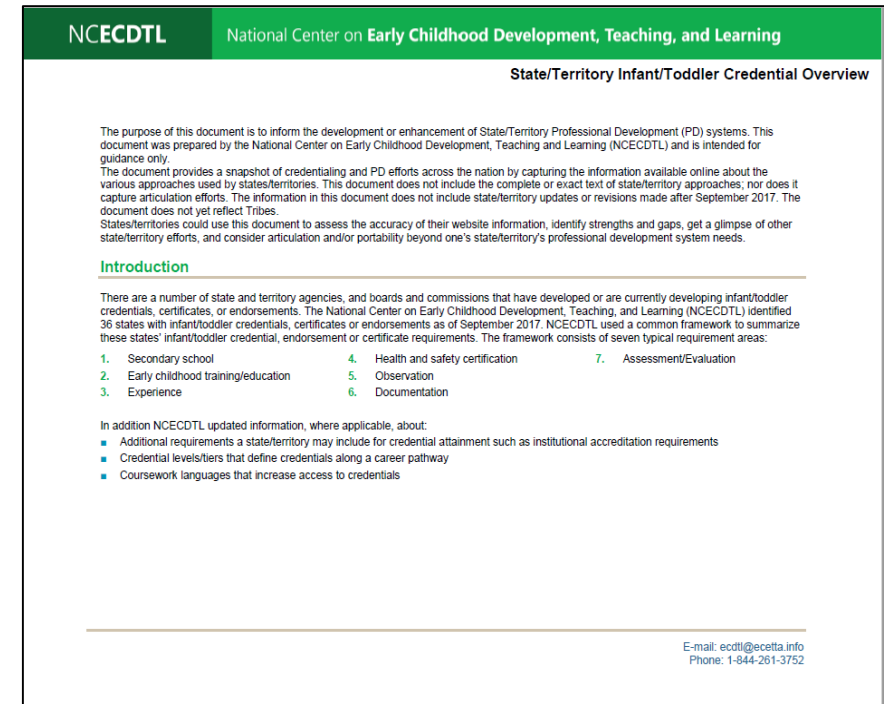 NCECDTL
National Center on Early Childhood Development, Teaching, and Learning
State/Territory Infant/Toddler Credential Overview
The purpose of this document is to inform the development or enhancement of State/Territory Professional Development (PD) systems. This
document was prepared by the National Center on Early Childhood Development, Teaching and Learning (NCECDTL) and is intended for
guidance only.
The document provides a snapshot of credentialing and PD efforts across the nation by capturing the information available online about the
various approaches used by states/territories. This document does not include the complete or exact text of state/territory approaches; nor does it
capture articulation efforts. The information in this document does not include state/territory updates or revisions made after September 2017. The
document does not yet reflect Tribes.
States/territories could use this document to assess the accuracy of their website information, identify strengths and gaps, get a glimpse of other
state/territory efforts, and consider articulation and/or portability beyond one's state/territory's professional development system needs.
Introduction
There are a number of state and territory agencies, and boards and commissions that have developed or are currently developing infant/toddler
credentials, certificates, or endorsements. The National Center on Early Childhood Development, Teaching, and Learning (NCECDTL) identified
36 states with infant/toddler credentials, certificates or endorsements as of September 2017. NCECDTL used a common framework to summarize
these states' infant/toddler credential, endorsement or certificate requirements. The framework consists of seven typical requirement areas:
1. Secondary school
2. Early childhood training/education
3. Experience
4. Health and safety certification
5. Observation
6. Documentation
7. Assessment/Evaluation
In addition NCECDTL updated information, where applicable, about:
■ Additional requirements a state/territory may include for credential attainment such as institutional accreditation requirements
■ Credential levels/tiers that define credentials along a career pathway
■ Coursework languages that increase access to credentials
E-mail: ecdtl@ecetta.info
Phone: 1-844-261-3752